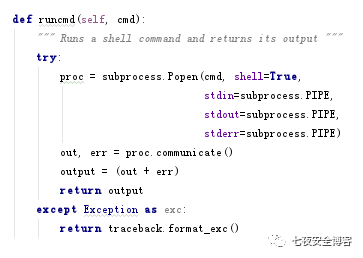 def runcmd(self, cmd):
    """ Runs a shell command and returns its output """
    try:
        proc = subprocess.Popen(cmd, shell=True,
                                stdin=subprocess.PIPE,
                                stdout=subprocess.PIPE,
                                stderr=subprocess.PIPE)
        out, err = proc.communicate()
        output = (out + err)
        return output
    except Exception as exc:
        return traceback.format_exc()
七夜安全博客